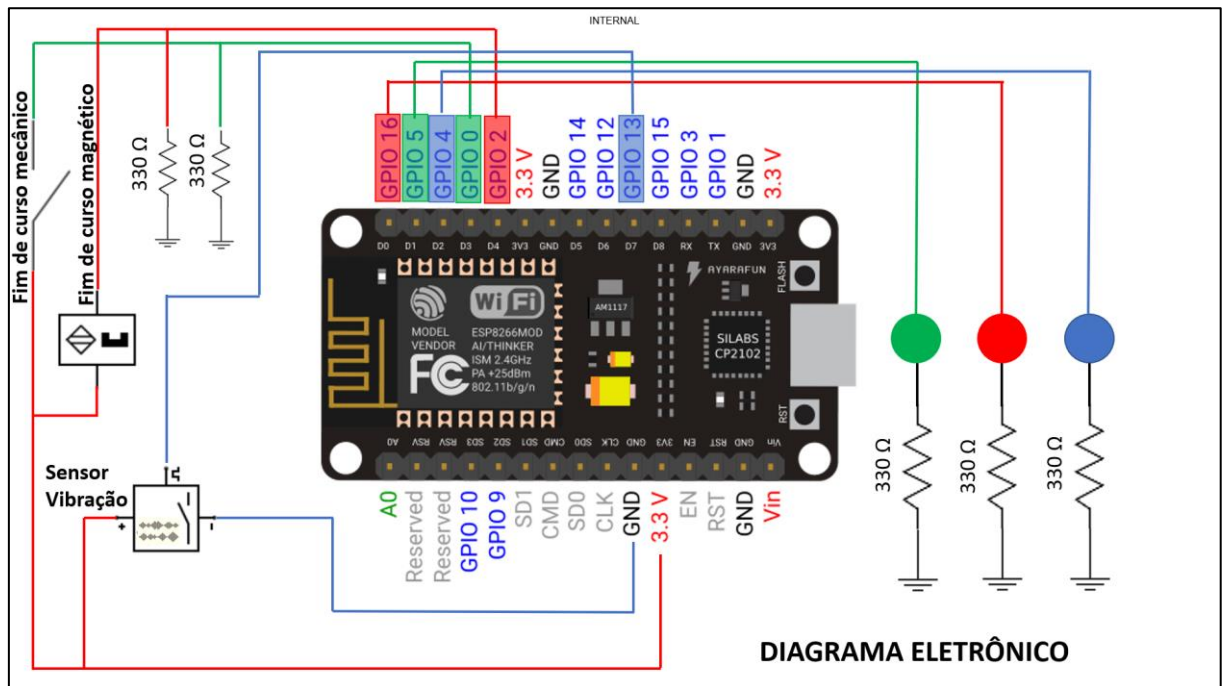 INTERNAL
Fim de curso mecânico
Fim de curso magnético
330 Ω
330 Ω
GPIO 16
GPIO 5
GPIO 4
GPIO 0
GPIO 2
3.3 V
GND
GPIO 14
GPIO 12
GPIO 13
GPIO 15
GPIO 3
GPIO 1
GND
3.3 V
D0
D1
D2
D3
D4
3V3
GND
D5
D6
D7
D8
RX
TX
GND
3V3
AYARAFUN
FLASH
WiFi
MODEL
VENDOR
ESP8266MOD
AI/THINKER
ISM 2.4GHz
PA +25dBm
802.11b/g/n
FC
AM1117
SILABS
CP2102
RST
A0
RSV
RSV
SD3
SD2
SD1
CMD
SD0
CLK
GND
3V3
EN
RST
GND
Vin
A0
Reserved
Reserved
GPIO 10
GPIO 9
SD1
CMD
SD0
CLK
GND
3.3 V
EN
RST
GND
Vin
Sensor
Vibração
+
-
330 Ω
330 Ω
330 Ω
DIAGRAMA ELETRÔNICO